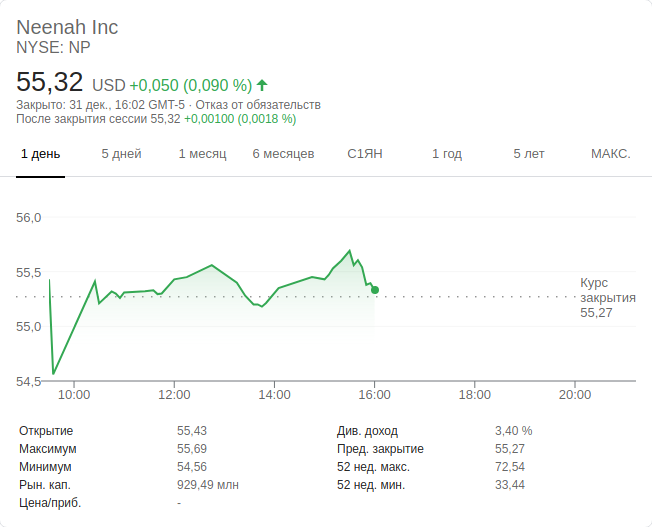 Neenah Inc
NYSE: NP
55,32 USD +0,050 (0,090 %)
Закрыто: 31 дек., 16:02 GMT-5 · Отказ от обязательств
После закрытия сессии 55,32 +0,00100 (0,0018 %)
1 день 5 дней 1 месяц 6 месяцев С1ЯН 1 год 5 лет МАКС.
56,0
55,5
Курс
закрытия
55,27
55,0
54,5
10:00 12:00 14:00 16:00 18:00 20:00
Открытие 55,43 Див. доход 3,40 %
Максимум 55,69 Пред. закрытие 55,27
Минимум 54,56 52 нед. макс. 72,54
Рын. кап. 929,49 млн 52 нед. мин. 33,44
Цена/приб. -